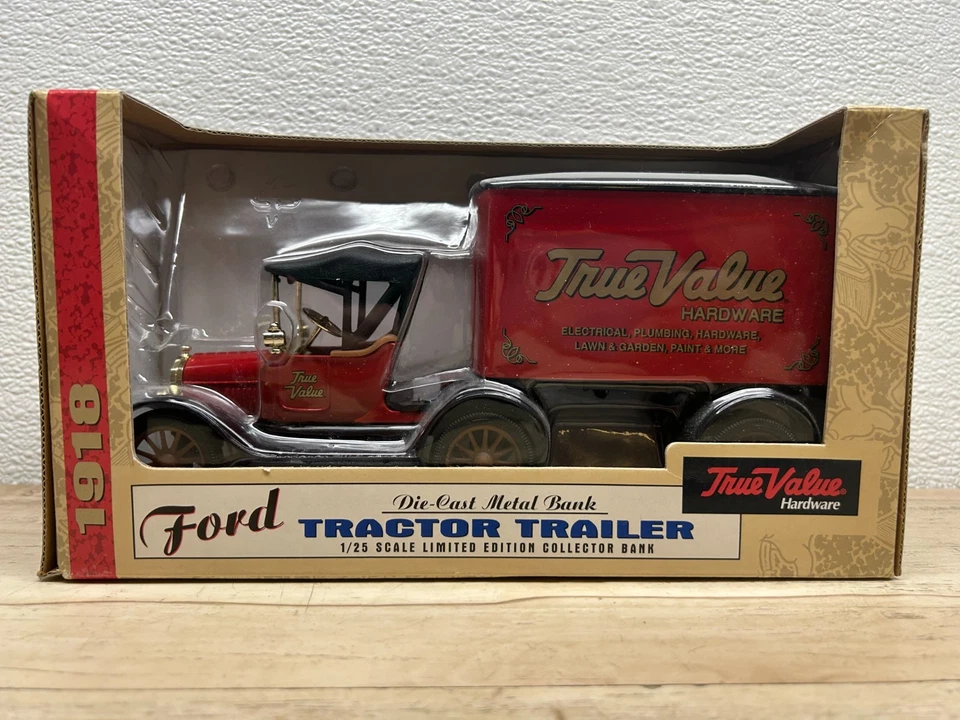 1918
True Value
HARDWARE
ELECTRICAL, PLUMBING, HARDWARE,
LAWN & GARDEN, PAINT & MORE
True
Value
Ford
Die-Cast Metal Bank
TRACTOR TRAILER
1/25 SCALE LIMITED EDITION COLLECTOR BANK
True Value
Hardware